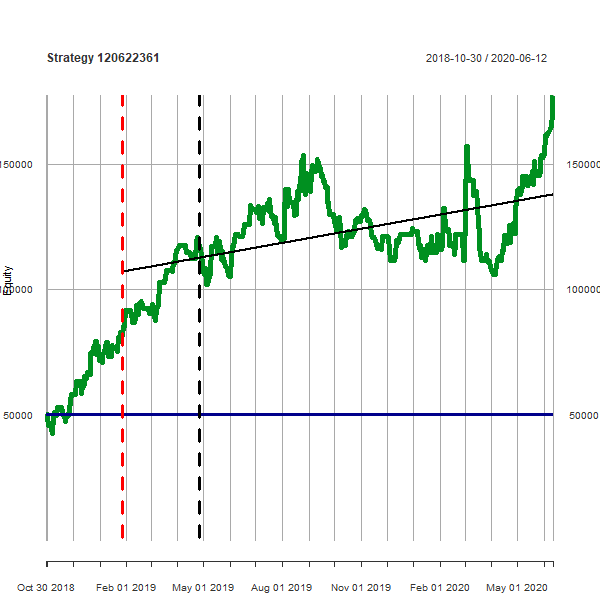 Strategy 120622361
2018-10-30 / 2020-06-12
150000
150000
Equity
100000
100000
50000
50000
Oct 30 2018
Feb 01 2019
May 01 2019
Aug 01 2019
Nov 01 2019
Feb 01 2020
May 01 2020